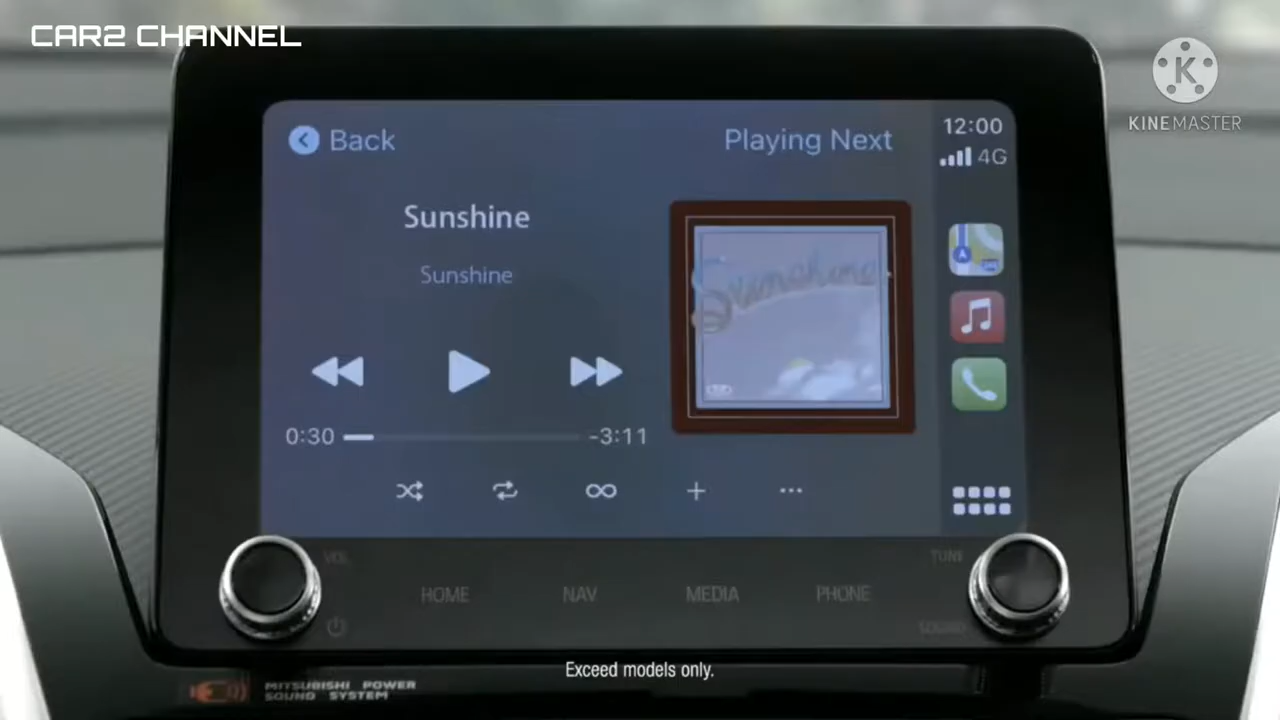 CAR2 CHANNEL
K
KINEMASTER
Back
Playing Next
12:00
4G
Sunshine
Sunshine
Sunshine
0:30
-3:11
VOL
TUNE
HOME
NAV
MEDIA
PHONE
SOUND
Exceed models only.
MITSUBISHI POWER
SOUND SYSTEM